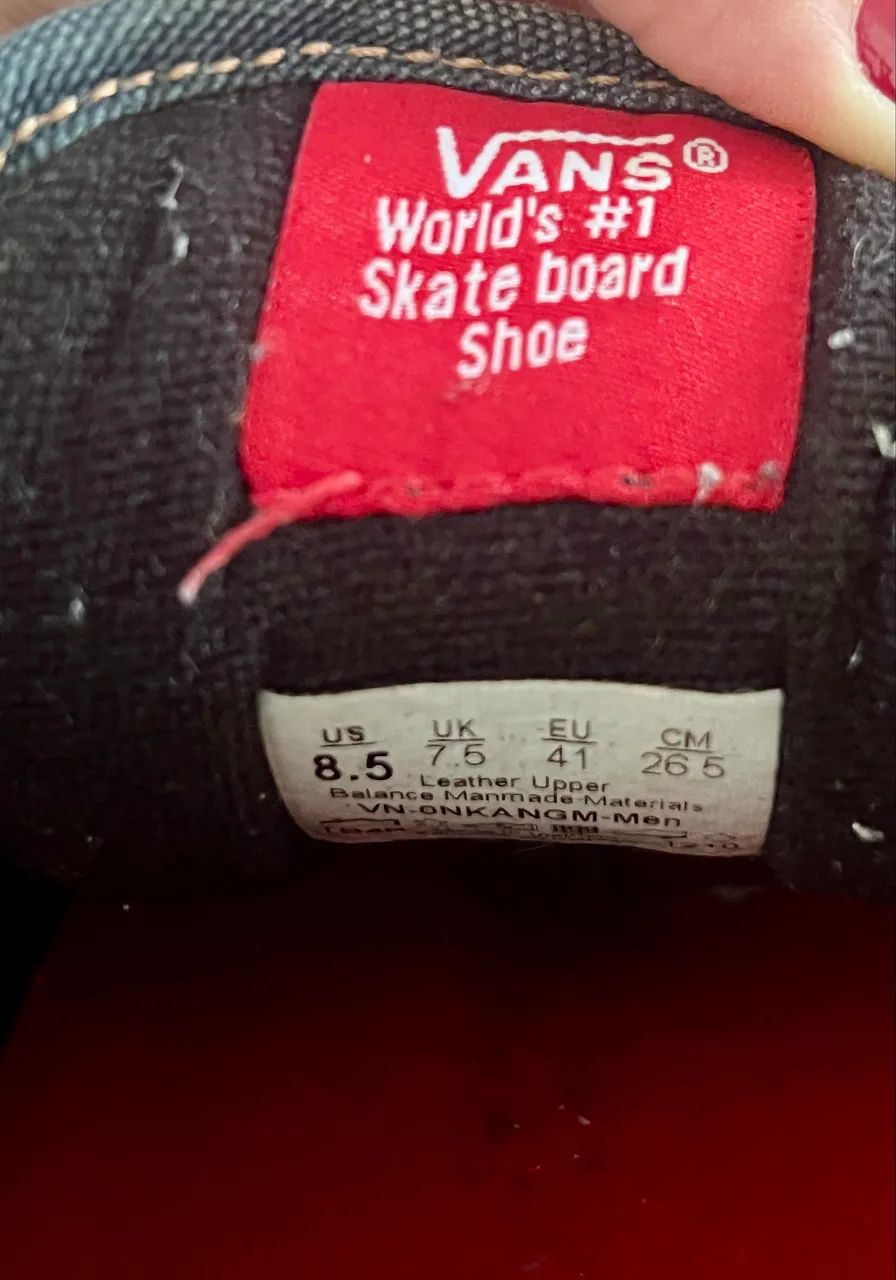 VANS®
World's #1
Skate board
Shoe
US UK EU CM
8.5 7.5 41 26 5
Leather Upper
Balance Manmade Materials
VN-0NKANGM-Men